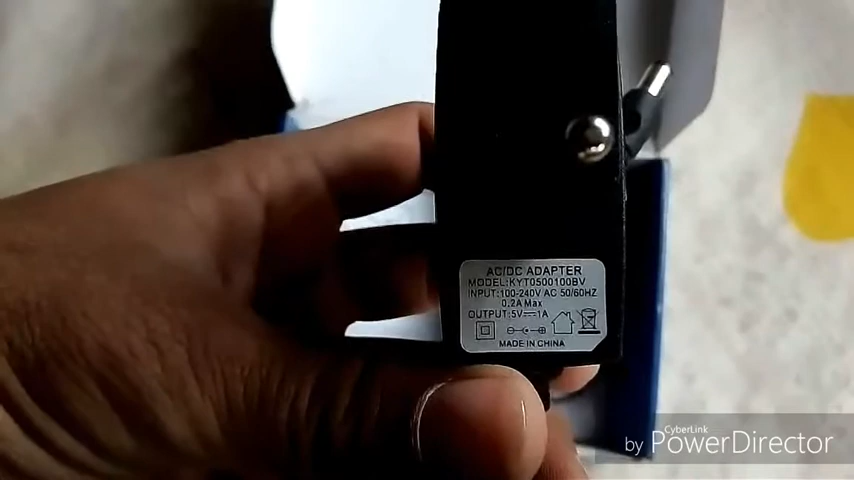 AC/DC ADAPTER
MODEL:KYT0500100BV
INPUT:100-240V AC 50/60HZ
0.2A Max
OUTPUT:5V⎓1A
MADE IN CHINA
by CyberLink PowerDirector